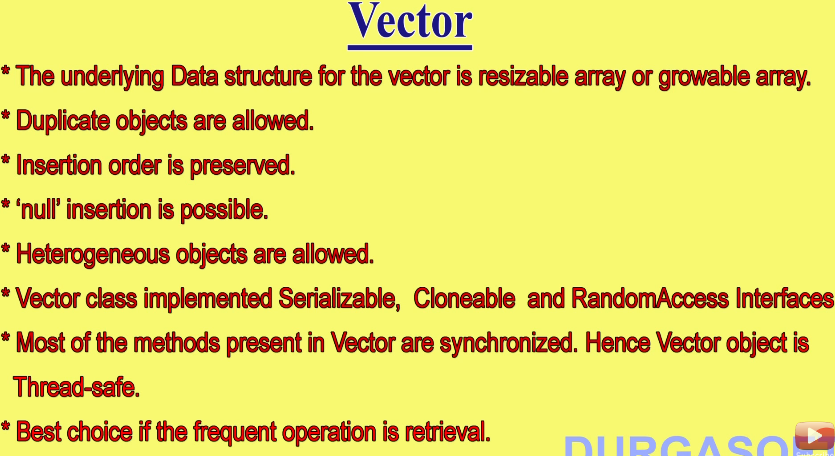 Vector
* The underlying Data structure for the vector is resizable array or growable array.
* Duplicate objects are allowed.
* Insertion order is preserved.
* ‘null’ insertion is possible.
* Heterogeneous objects are allowed.
* Vector class implemented Serializable,  Cloneable  and RandomAccess Interfaces
* Most of the methods present in Vector are synchronized. Hence Vector object is
Thread-safe.
* Best choice if the frequent operation is retrieval.